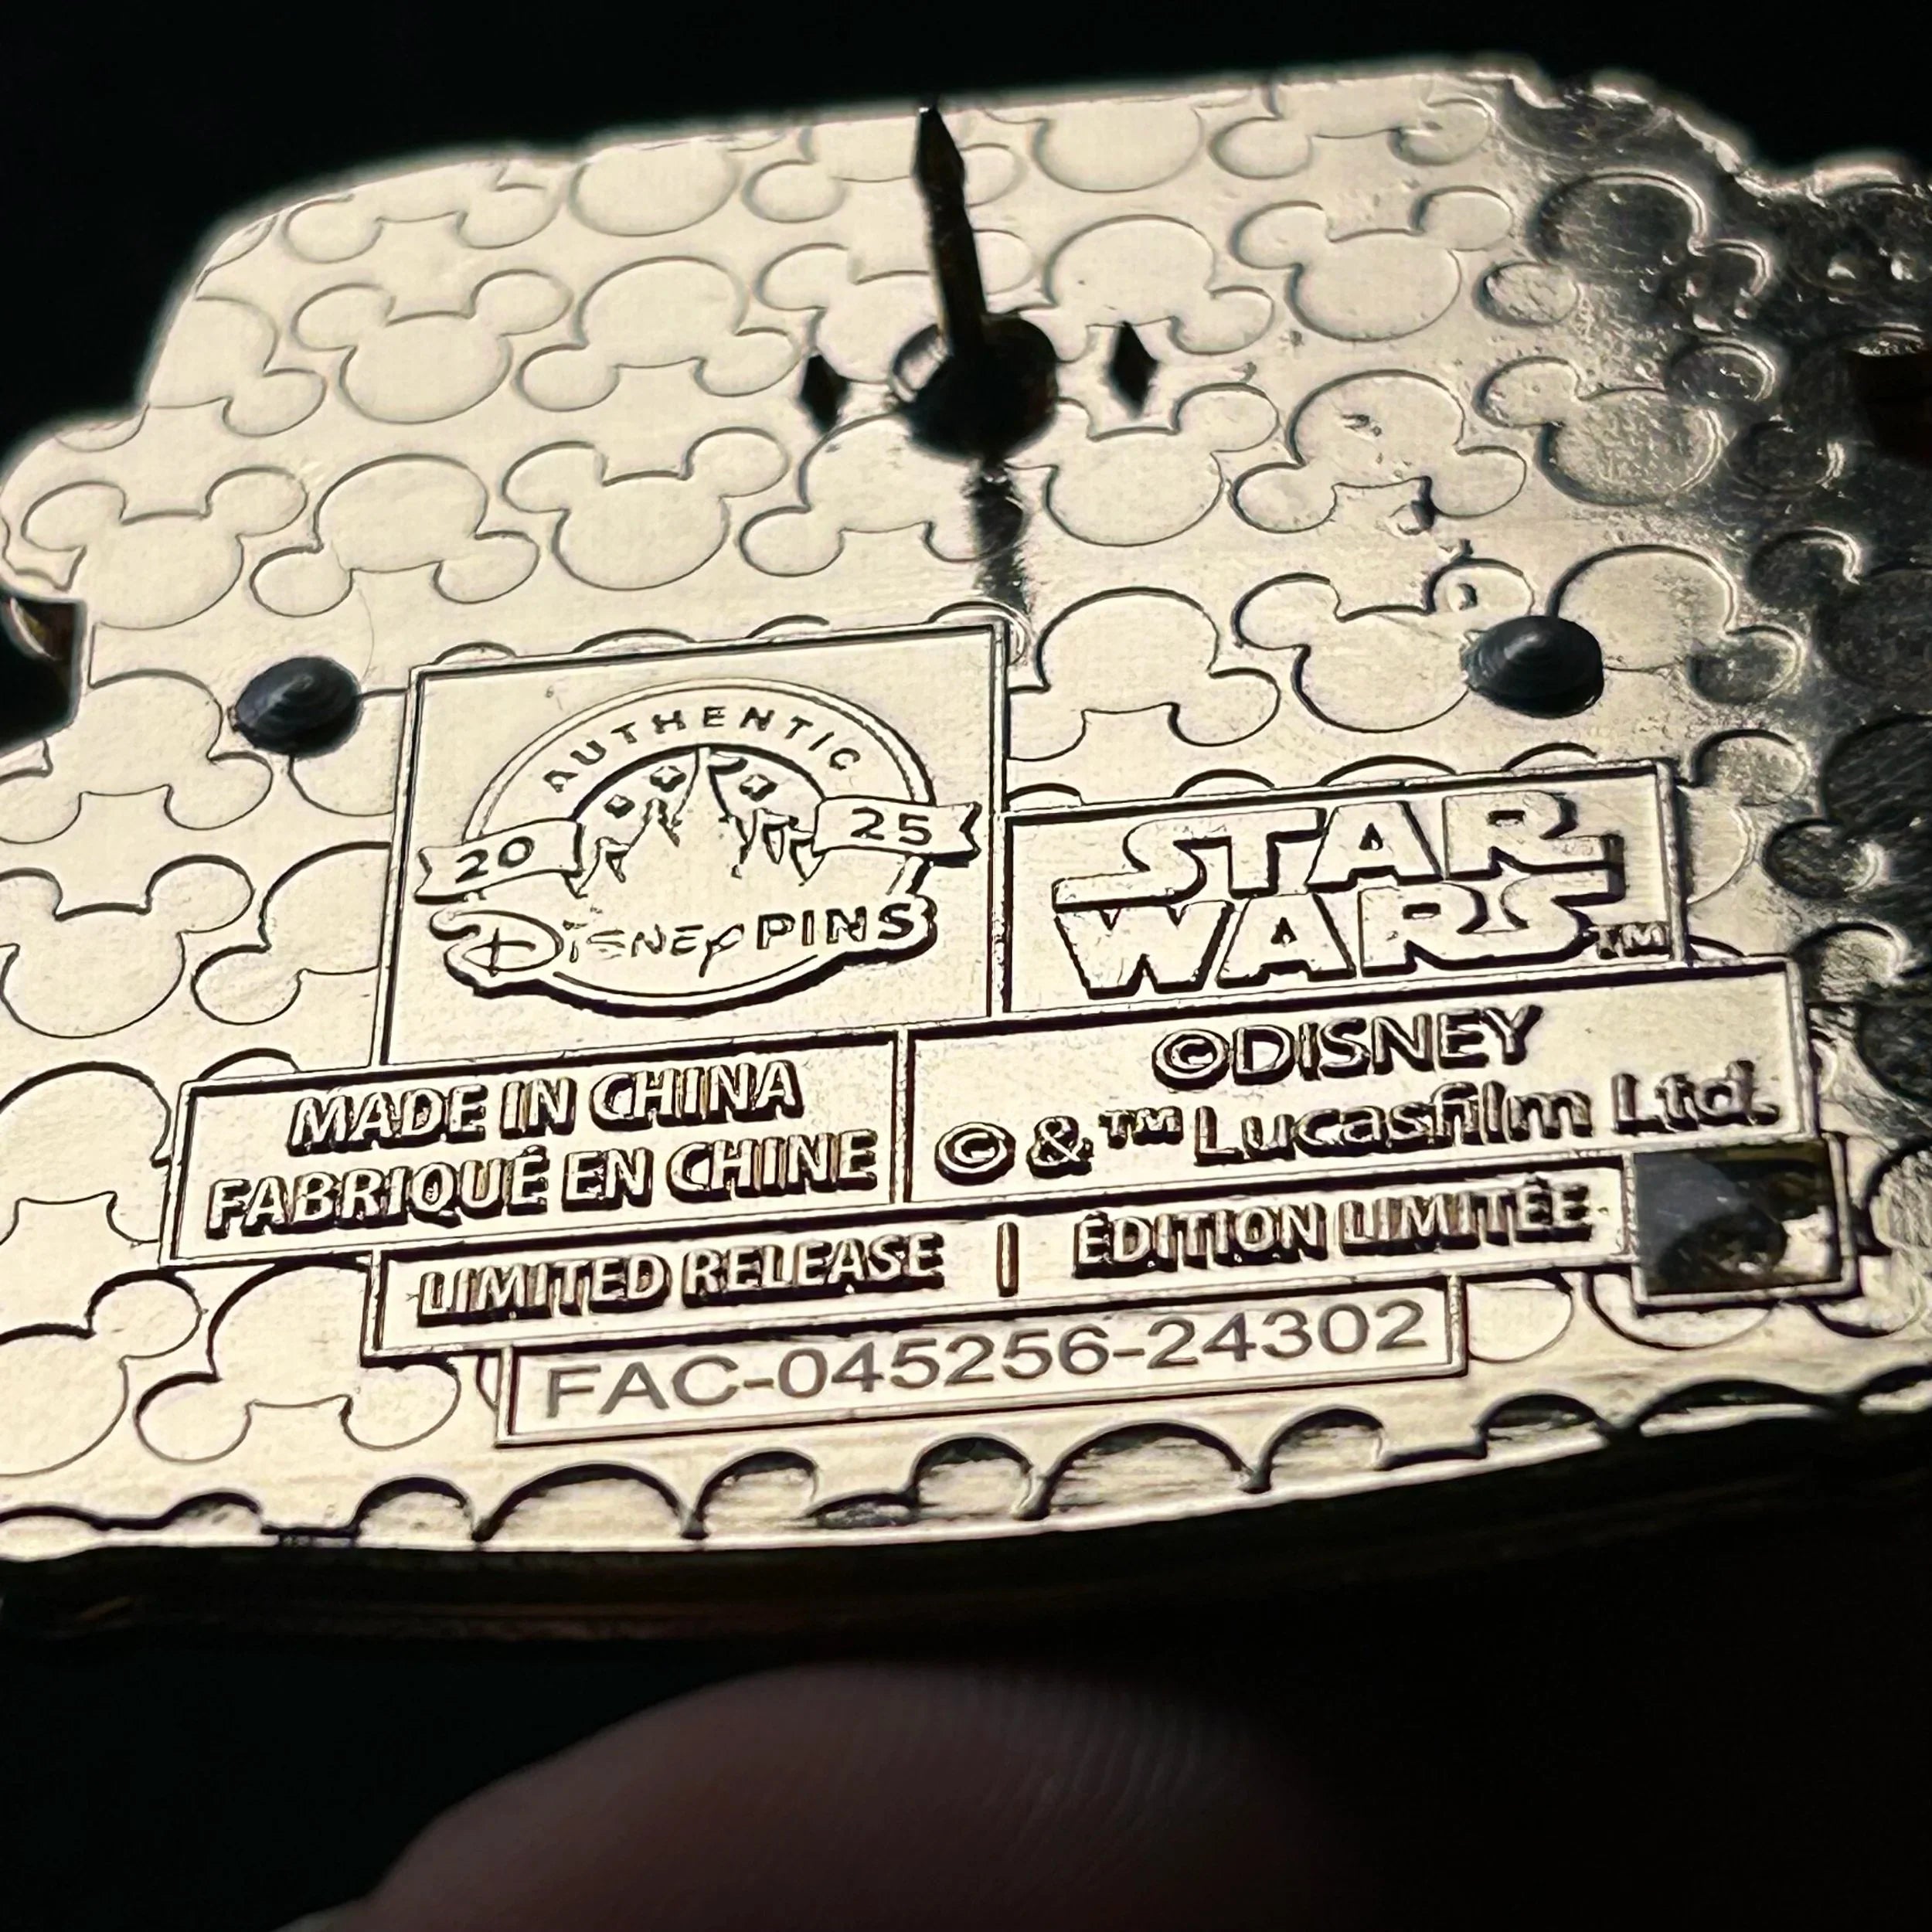 AUTHENTIC
20 25
Disney PINS
STAR
WARS™
MADE IN CHINA
FABRIQUÉ EN CHINE
©DISNEY
© & ™ Lucasfilm Ltd.
LIMITED RELEASE | ÉDITION LIMITÉE
FAC-045256-24302